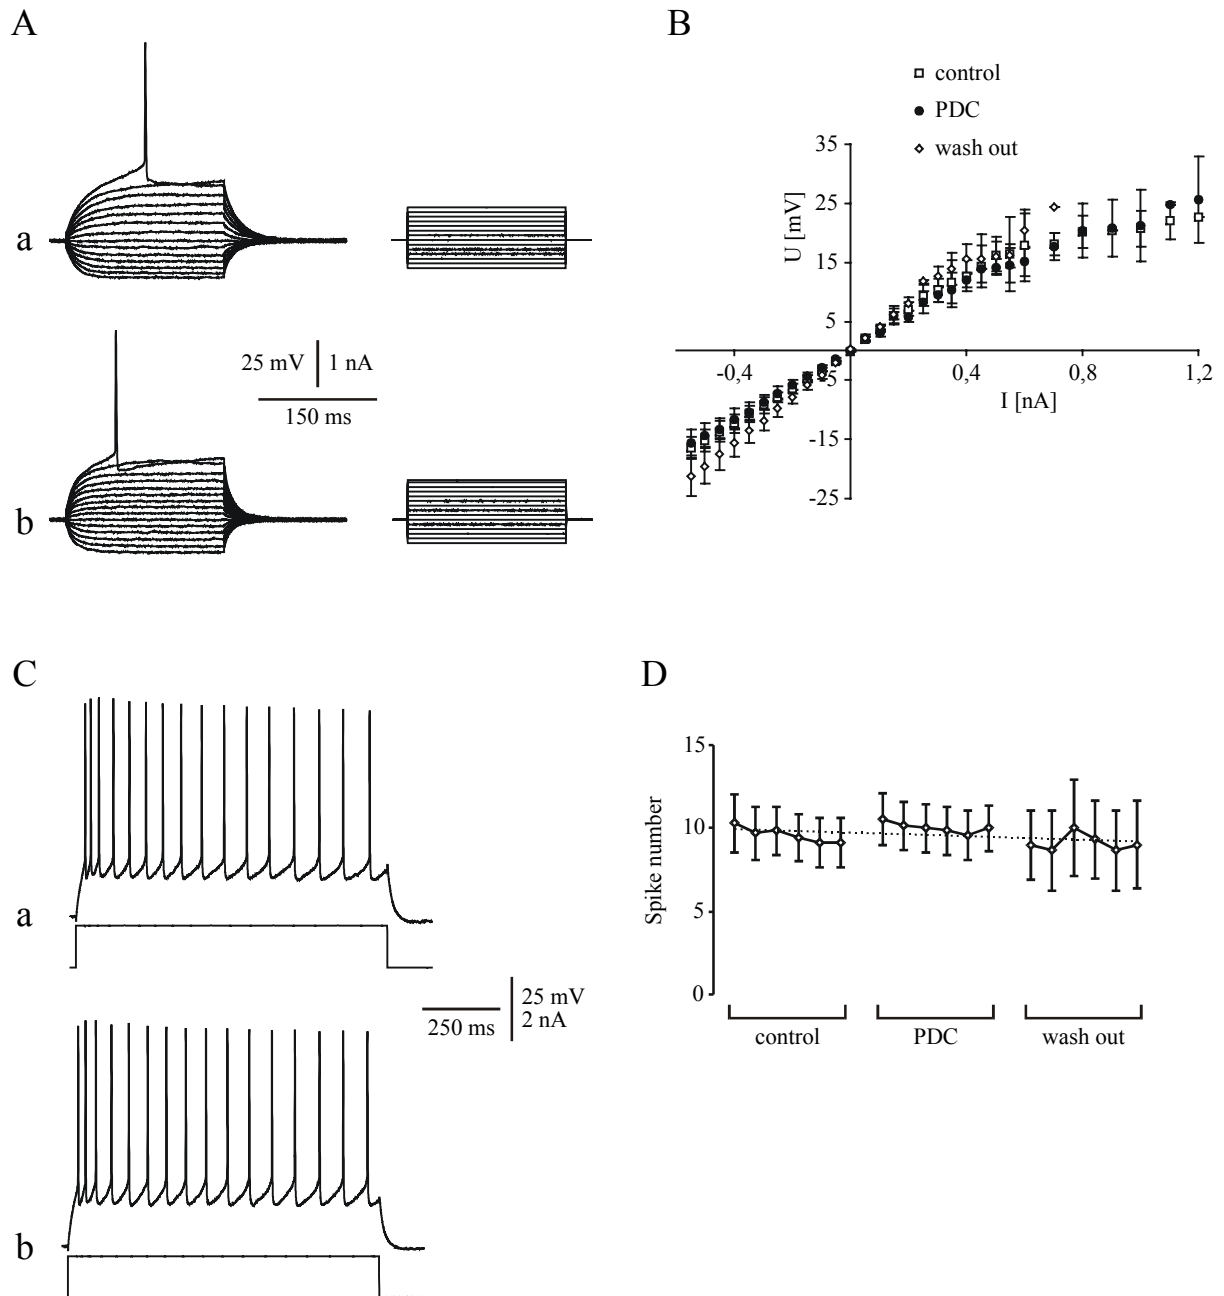 A
B
control
PDC
wash out
35
25
15
5
-5
-15
-25
U [mV]
-0,4
0,4
0,8
1,2
I [nA]
a
25 mV
1 nA
150 ms
b
C
D
a
25 mV
2 nA
250 ms
b
15
10
5
0
Spike number
control
PDC
wash out